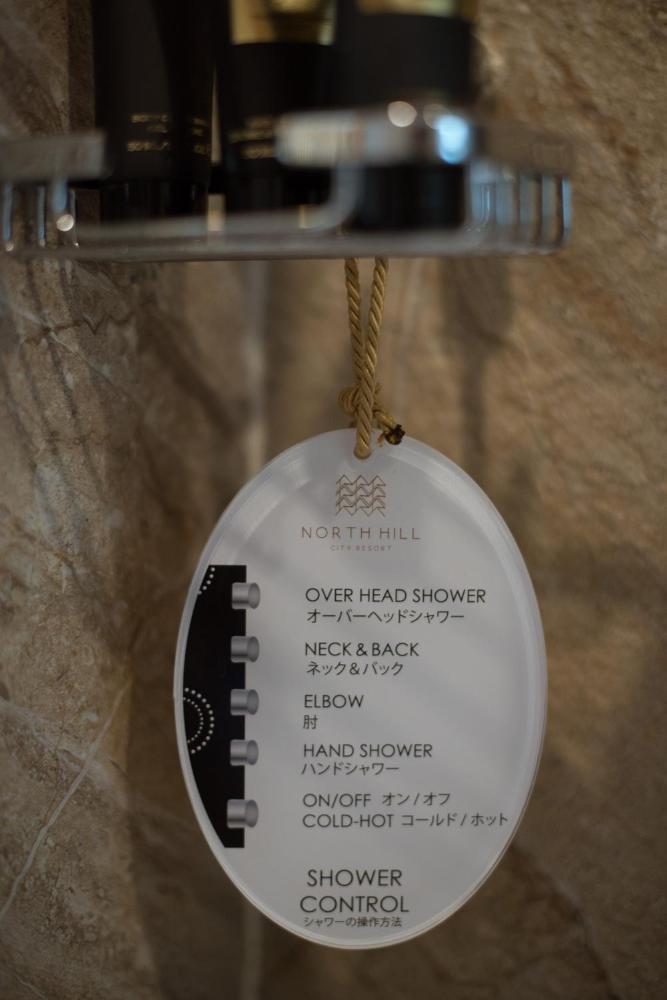 NORTH HILL
CITY RESORT
OVER HEAD SHOWER
オーバーヘッドシャワー
NECK & BACK
ネック&バック
ELBOW
肘
HAND SHOWER
ハンドシャワー
ON/OFF オン / オフ
COLD-HOT コールド / ホット
SHOWER
CONTROL
シャワーの操作方法